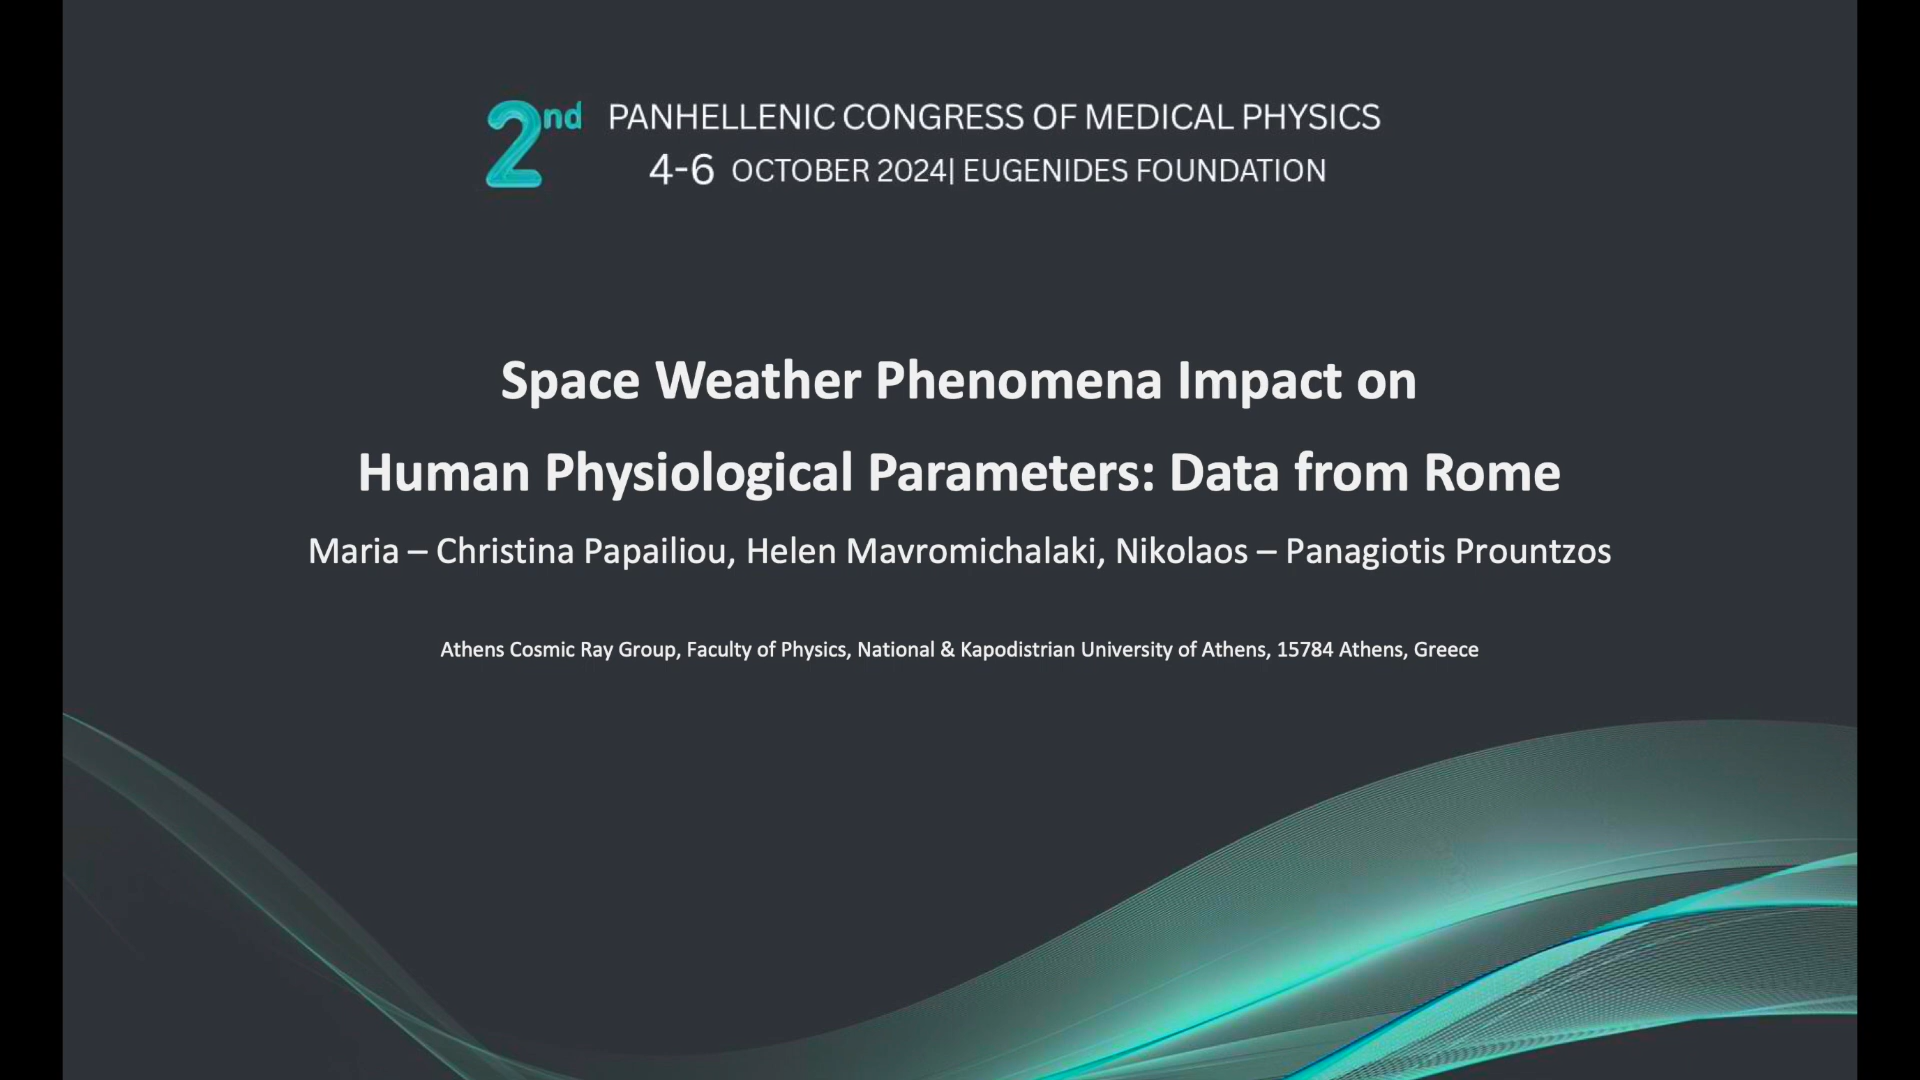 2nd PANHELLENIC CONGRESS OF MEDICAL PHYSICS
4-6 OCTOBER 2024| EUGENIDES FOUNDATION
Space Weather Phenomena Impact on
Human Physiological Parameters: Data from Rome
Maria – Christina Papailiou, Helen Mavromichalaki, Nikolaos – Panagiotis Prountzos
Athens Cosmic Ray Group, Faculty of Physics, National & Kapodistrian University of Athens, 15784 Athens, Greece